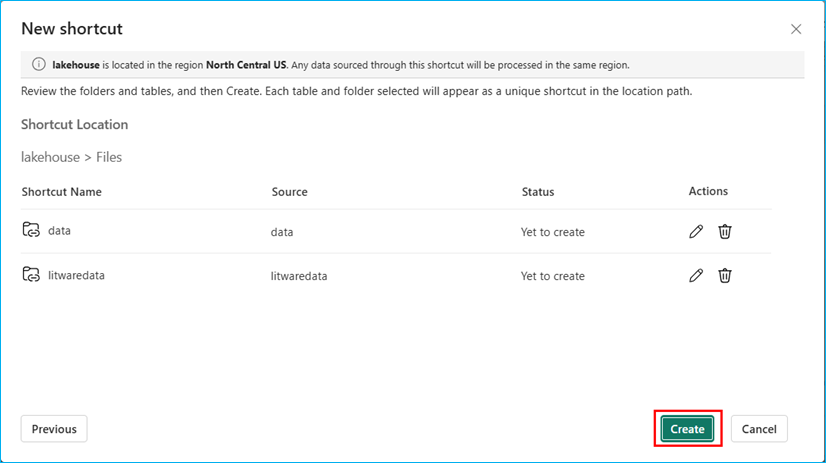 New shortcut
lakehouse is located in the region North Central US. Any data sourced through this shortcut will be processed in the same region.
Review the folders and tables, and then Create. Each table and folder selected will appear as a unique shortcut in the location path.
Shortcut Location
lakehouse > Files
Shortcut Name Source Status Actions
data data Yet to create
litwaredata litwaredata Yet to create
Previous Create Cancel